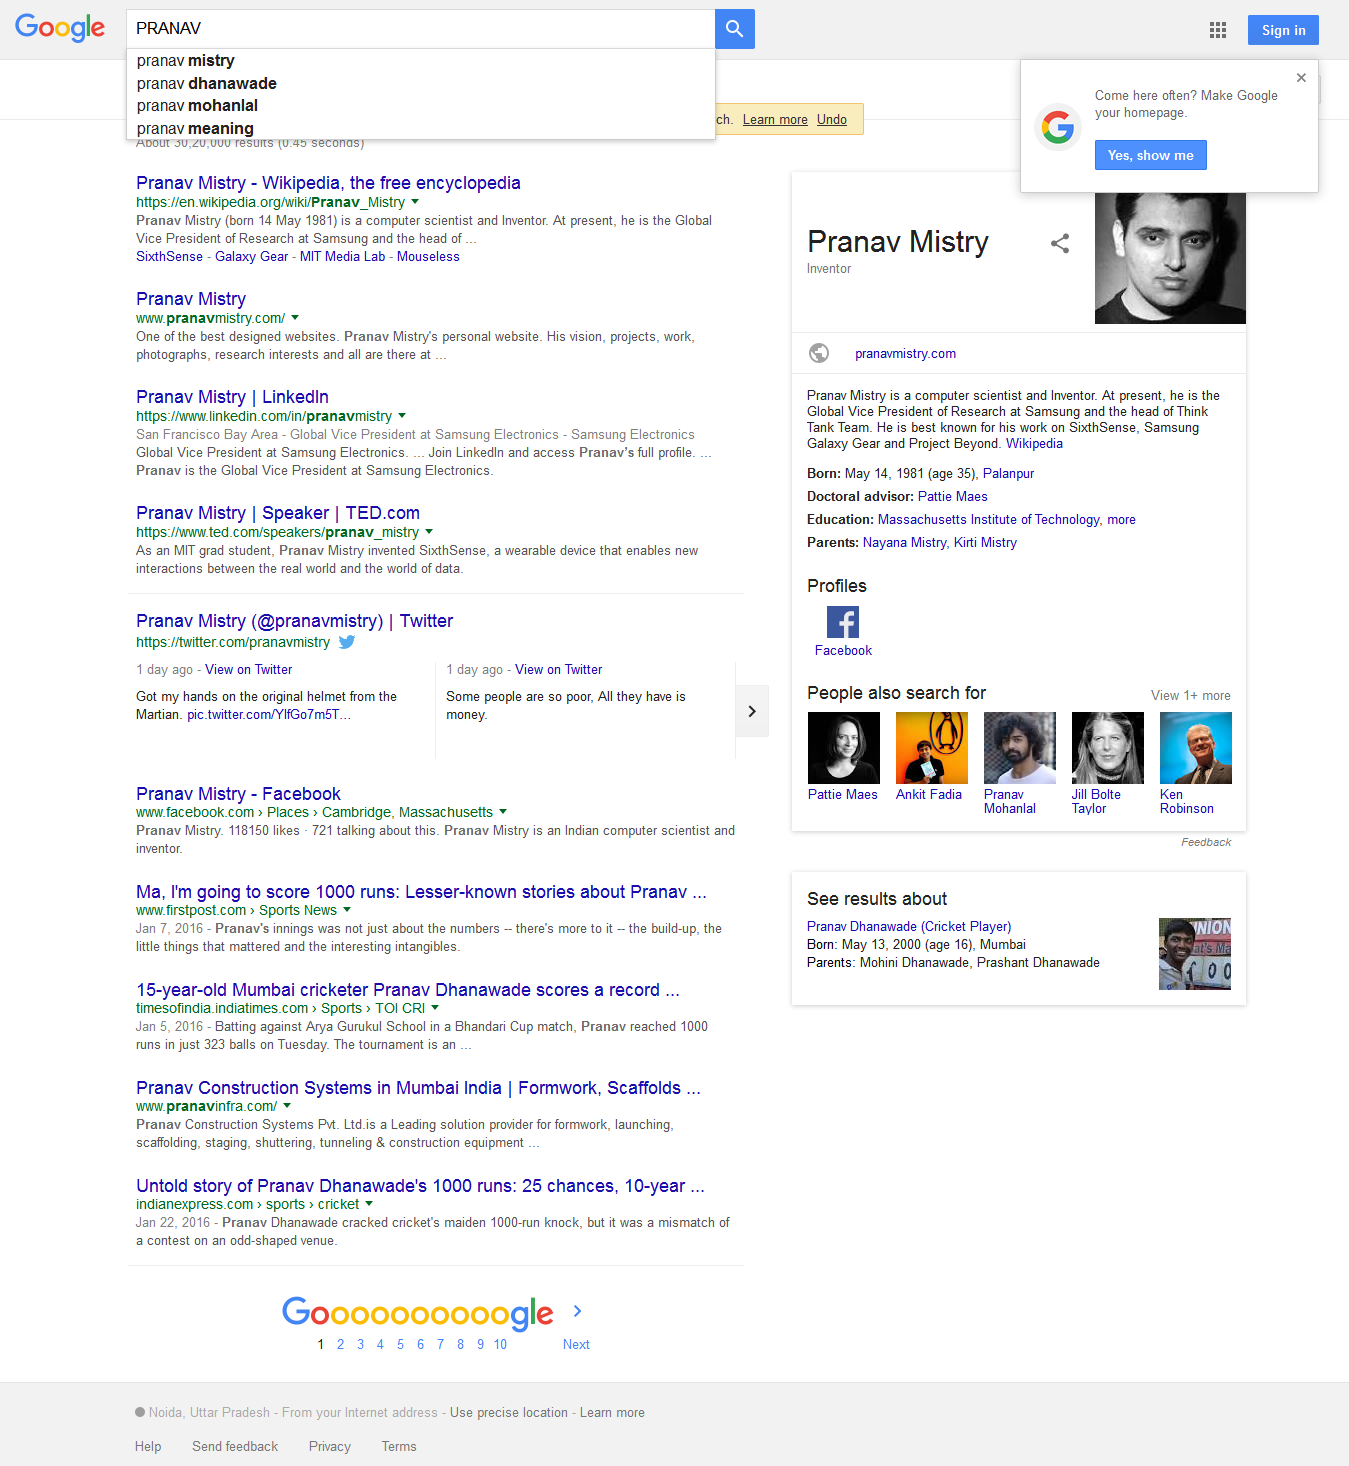 Google
PRANAV
Sign in
pranav mistry
pranav dhanawade
pranav mohanlal
pranav meaning
ch. Learn more Undo
Come here often? Make Google
your homepage.
Yes, show me
About 30,20,000 results (0.45 seconds)
Pranav Mistry - Wikipedia, the free encyclopedia
https://en.wikipedia.org/wiki/Pranav_Mistry
Pranav Mistry (born 14 May 1981) is a computer scientist and Inventor. At present, he is the Global
Vice President of Research at Samsung and the head of ...
SixthSense - Galaxy Gear - MIT Media Lab - Mouseless
Pranav Mistry
www.pranavmistry.com/
One of the best designed websites. Pranav Mistry's personal website. His vision, projects, work,
photographs, research interests and all are there at ...
Pranav Mistry | LinkedIn
https://www.linkedin.com/in/pranavmistry
San Francisco Bay Area - Global Vice President at Samsung Electronics - Samsung Electronics
Global Vice President at Samsung Electronics. ... Join LinkedIn and access Pranav's full profile. ...
Pranav is the Global Vice President at Samsung Electronics.
Pranav Mistry | Speaker | TED.com
https://www.ted.com/speakers/pranav_mistry
As an MIT grad student, Pranav Mistry invented SixthSense, a wearable device that enables new
interactions between the real world and the world of data.
Pranav Mistry (@pranavmistry) | Twitter
https://twitter.com/pranavmistry
1 day ago - View on Twitter
Got my hands on the original helmet from the
Martian. pic.twitter.com/YlfGo7m5T...
1 day ago - View on Twitter
Some people are so poor, All they have is
money.
Pranav Mistry - Facebook
www.facebook.com › Places › Cambridge, Massachusetts
Pranav Mistry. 118150 likes · 721 talking about this. Pranav Mistry is an Indian computer scientist and
inventor.
Ma, I'm going to score 1000 runs: Lesser-known stories about Pranav ...
www.firstpost.com › Sports News
Jan 7, 2016 - Pranav's innings was not just about the numbers -- there's more to it -- the build-up, the
little things that mattered and the interesting intangibles.
15-year-old Mumbai cricketer Pranav Dhanawade scores a record ...
timesofindia.indiatimes.com › Sports › TOI CRI
Jan 5, 2016 - Batting against Arya Gurukul School in a Bhandari Cup match, Pranav reached 1000
runs in just 323 balls on Tuesday. The tournament is an ...
Pranav Construction Systems in Mumbai India | Formwork, Scaffolds ...
www.pranavinfra.com/
Pranav Construction Systems Pvt. Ltd.is a Leading solution provider for formwork, launching,
scaffolding, staging, shuttering, tunneling & construction equipment ...
Untold story of Pranav Dhanawade's 1000 runs: 25 chances, 10-year ...
indianexpress.com › sports › cricket
Jan 22, 2016 - Pranav Dhanawade cracked cricket's maiden 1000-run knock, but it was a mismatch of
a contest on an odd-shaped venue.
Pranav Mistry
Inventor
pranavmistry.com
Pranav Mistry is a computer scientist and Inventor. At present, he is the
Global Vice President of Research at Samsung and the head of Think
Tank Team. He is best known for his work on SixthSense, Samsung
Galaxy Gear and Project Beyond. Wikipedia
Born: May 14, 1981 (age 35), Palanpur
Doctoral advisor: Pattie Maes
Education: Massachusetts Institute of Technology, more
Parents: Nayana Mistry, Kirti Mistry
Profiles
Facebook
People also search for
View 1+ more
Pattie Maes
Ankit Fadia
Pranav
Mohanlal
Jill Bolte
Taylor
Ken
Robinson
Feedback
See results about
Pranav Dhanawade (Cricket Player)
Born: May 13, 2000 (age 16), Mumbai
Parents: Mohini Dhanawade, Prashant Dhanawade
Goooooooooogle
1 2 3 4 5 6 7 8 9 10 Next
Noida, Uttar Pradesh - From your Internet address - Use precise location - Learn more
Help Send feedback Privacy Terms